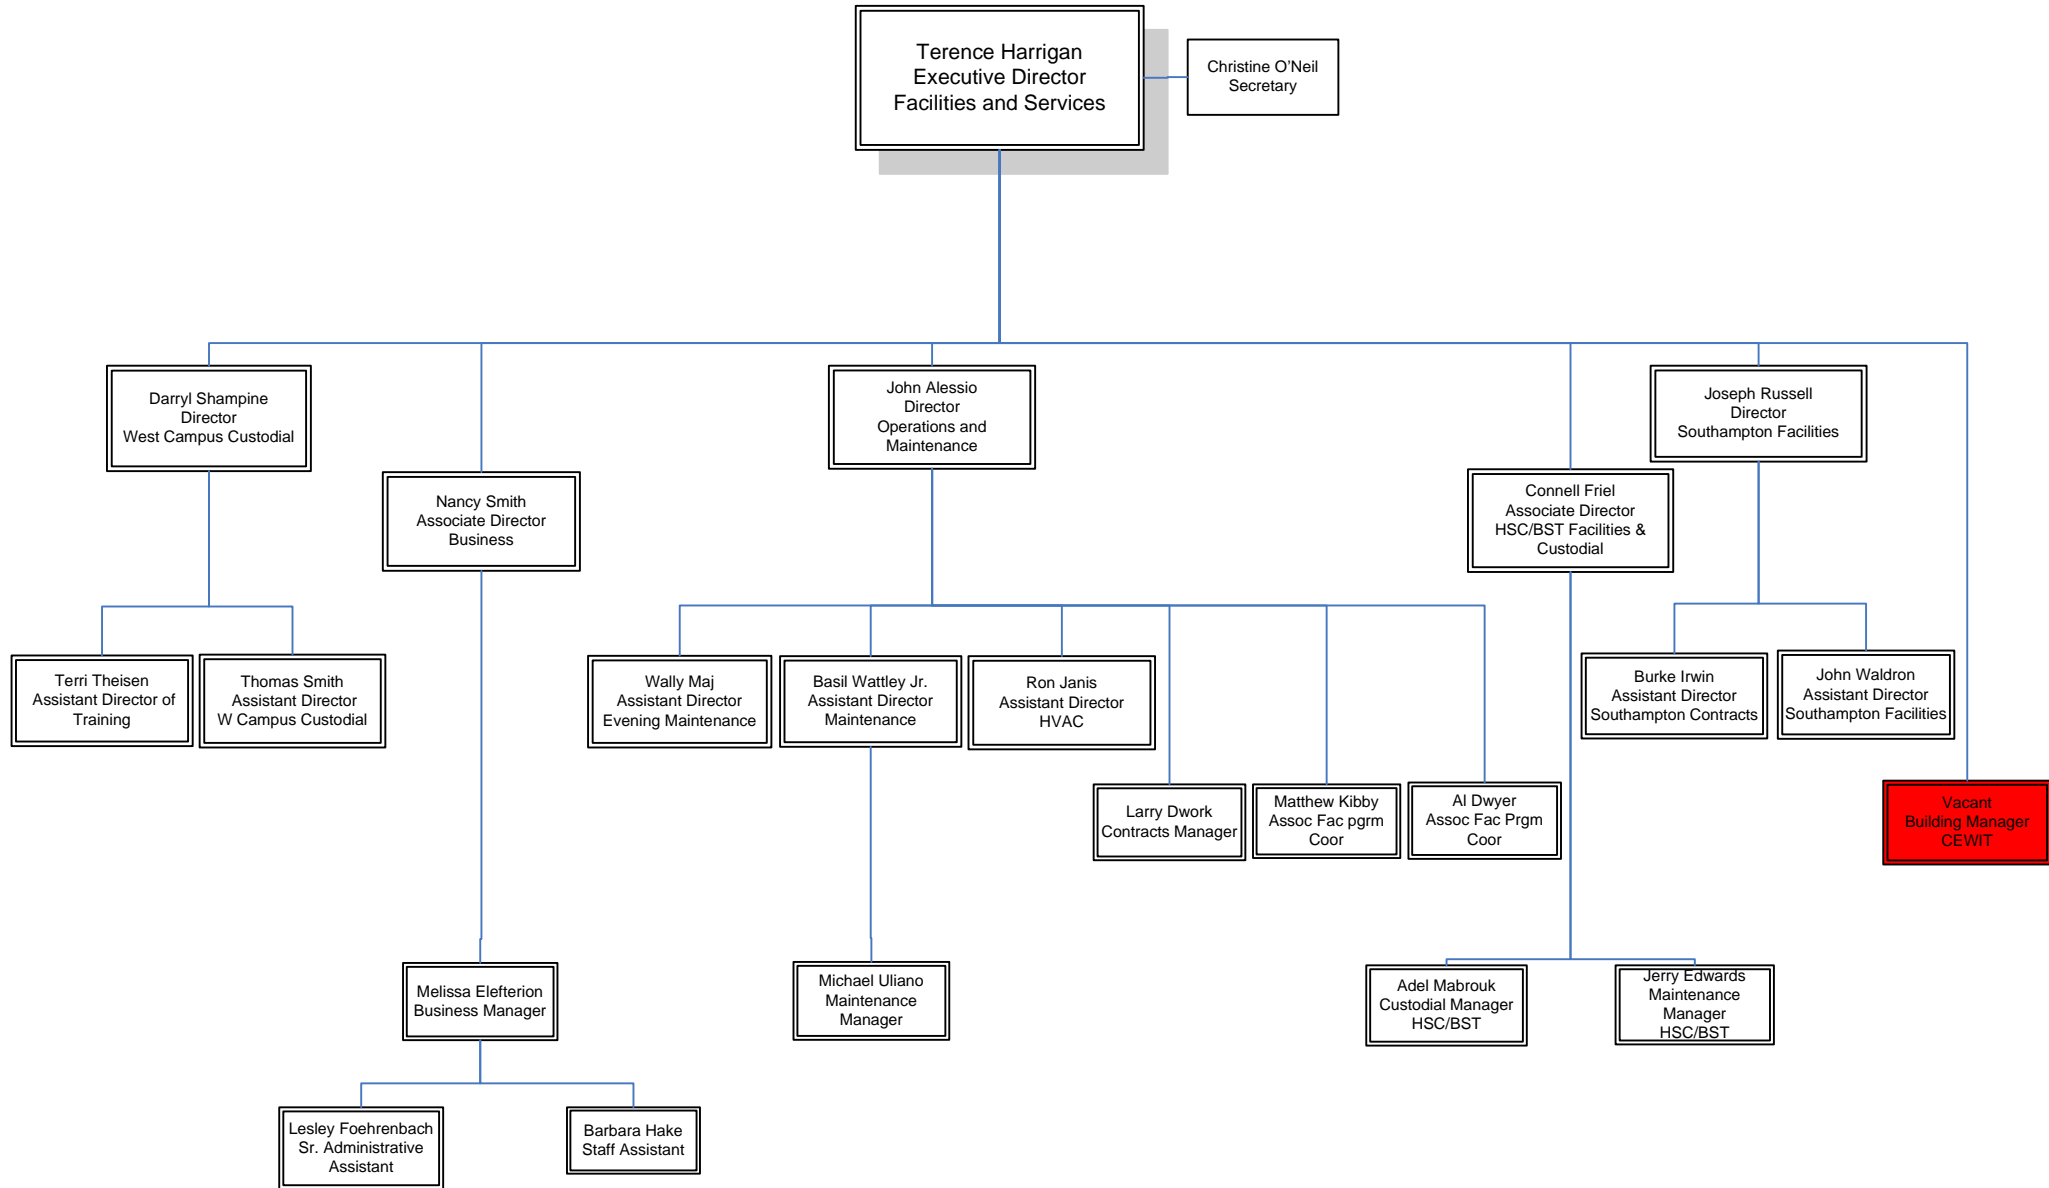 Terence Harrigan
Executive Director
Facilities and Services
Christine O'Neil
Secretary
Darryl Shampine
Director
West Campus Custodial
Nancy Smith
Associate Director
Business
John Alessio
Director
Operations and
Maintenance
Connell Friel
Associate Director
HSC/BST Facilities &
Custodial
Joseph Russell
Director
Southampton Facilities
Terri Theisen
Assistant Director of
Training
Thomas Smith
Assistant Director
W Campus Custodial
Wally Maj
Assistant Director
Evening Maintenance
Basil Wattley Jr.
Assistant Director
Maintenance
Ron Janis
Assistant Director
HVAC
Burke Irwin
Assistant Director
Southampton Contracts
John Waldron
Assistant Director
Southampton Facilities
Larry Dwork
Contracts Manager
Matthew Kibby
Assoc Fac pgrm
Coor
Al Dwyer
Assoc Fac Prgm
Coor
Vacant
Building Manager
CEWIT
Melissa Elefterion
Business Manager
Michael Uliano
Maintenance
Manager
Adel Mabrouk
Custodial Manager
HSC/BST
Jerry Edwards
Maintenance
Manager
HSC/BST
Lesley Foehrenbach
Sr. Administrative
Assistant
Barbara Hake
Staff Assistant